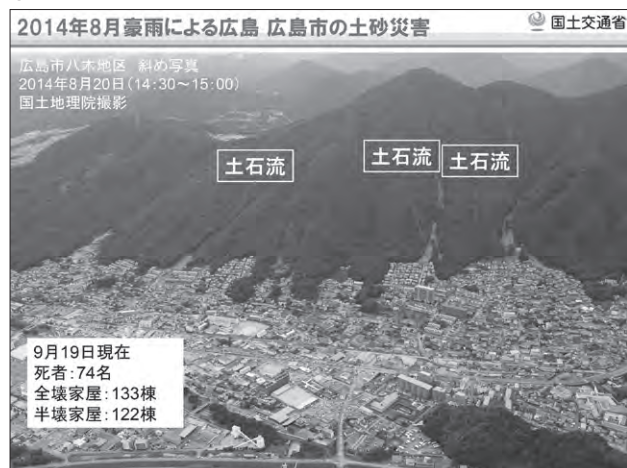 2014年8月豪雨による広島 広島市の土砂災害
国土交通省
広島市八木地区 斜め写真
2014年8月20日(14:30～15:00)
国土地理院撮影
土石流
土石流
土石流
9月19日現在
死者:74名
全壊家屋:133棟
半壊家屋:122棟